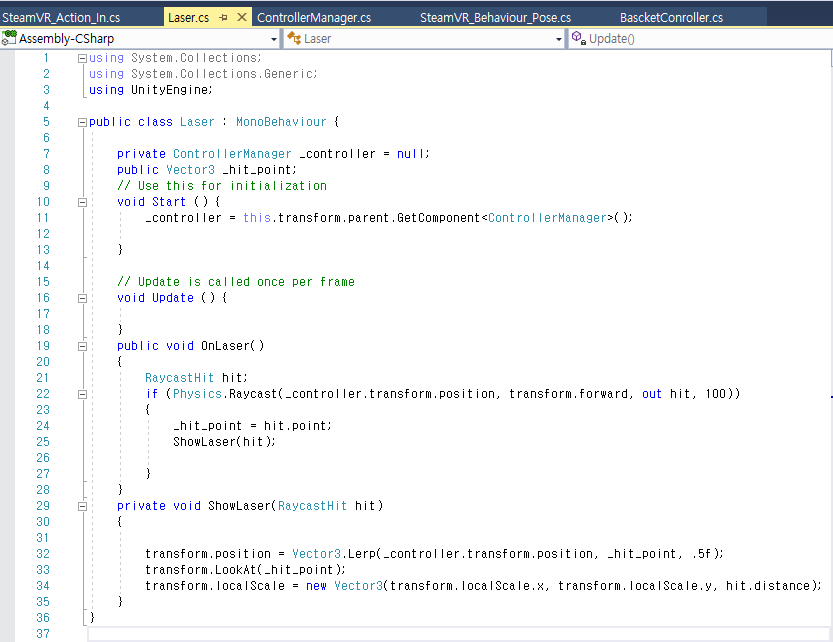 SteamVR_Action_In.cs Laser.cs ControllerManager.cs SteamVR_Behaviour_Pose.cs BascketConroller.cs
Assembly-CSharp Laser Update()
1 using System.Collections;
2 using System.Collections.Generic;
3 using UnityEngine;
4
5 public class Laser : MonoBehaviour {
6
7 private ControllerManager _controller = null;
8 public Vector3 _hit_point;
9 // Use this for initialization
10 void Start () {
11 _controller = this.transform.parent.GetComponent<ControllerManager>();
12
13 }
14
15 // Update is called once per frame
16 void Update () {
17
18 }
19 public void OnLaser()
20 {
21 RaycastHit hit;
22 if (Physics.Raycast(_controller.transform.position, transform.forward, out hit, 100))
23 {
24 _hit_point = hit.point;
25 ShowLaser(hit);
26
27 }
28 }
29 private void ShowLaser(RaycastHit hit)
30 {
31
32 transform.position = Vector3.Lerp(_controller.transform.position, _hit_point, .5f);
33 transform.LookAt(_hit_point);
34 transform.localScale = new Vector3(transform.localScale.x, transform.localScale.y, hit.distance);
35 }
36 }
37